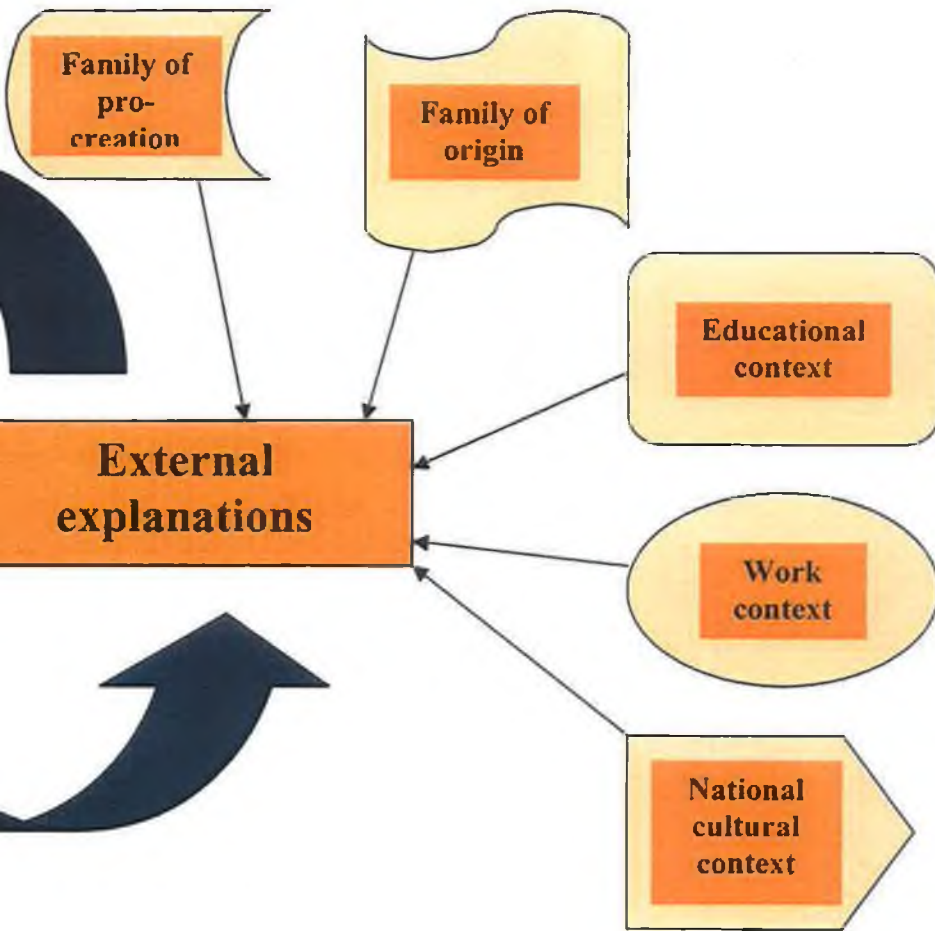 Family of
pro-
creation
Family of
origin
Educational
context
External
explanations
Work
context
National
cultural
context